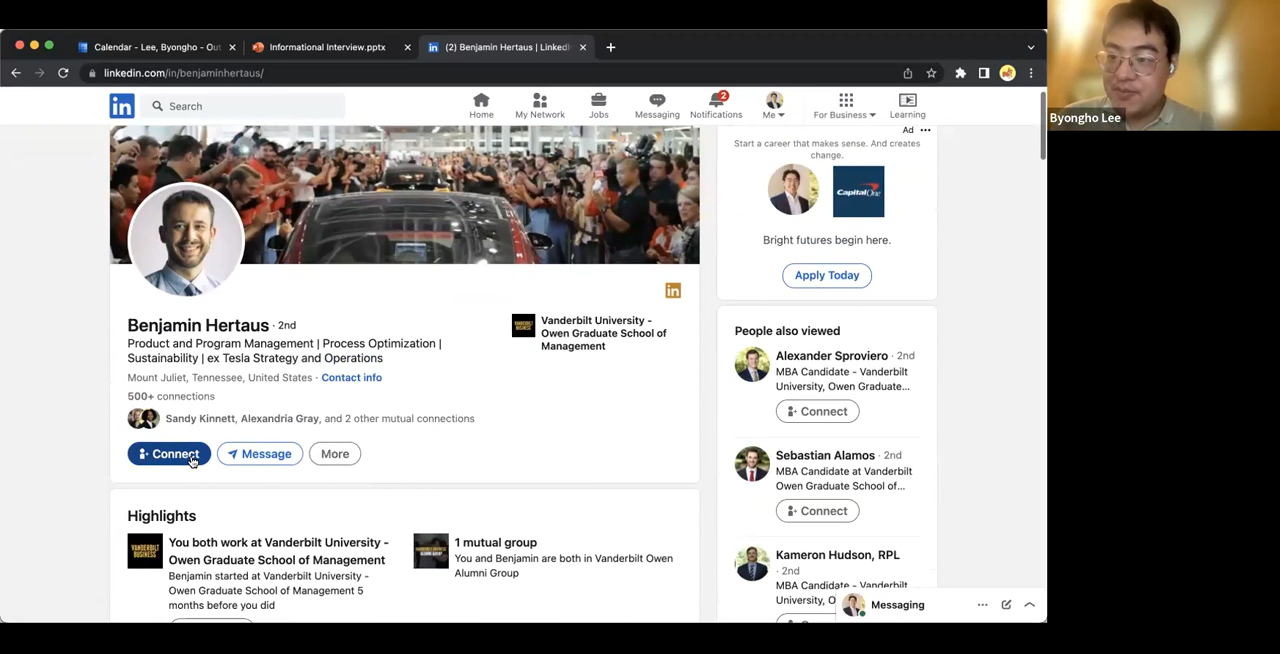 Calendar - Lee, Byongho - Out
Informational Interview.pptx
(2) Benjamin Hertaus | LinkedI
linkedin.com/in/benjaminhertaus/
Byongho Lee
in
Search
Home
My Network
Jobs
Messaging
2
Notifications
Me
For Business
Learning
Benjamin Hertaus · 2nd
Product and Program Management | Process Optimization |
Sustainability | ex Tesla Strategy and Operations
Mount Juliet, Tennessee, United States · Contact info
500+ connections
Sandy Kinnett, Alexandria Gray, and 2 other mutual connections
Connect
Message
More
in
VANDERBILT
BUSINESS
Vanderbilt University -
Owen Graduate School of
Management
Highlights
VANDERBILT
BUSINESS
You both work at Vanderbilt University -
Owen Graduate School of Management
Benjamin started at Vanderbilt University -
Owen Graduate School of Management 5
months before you did
1 mutual group
You and Benjamin are both in Vanderbilt Owen
Alumni Group
Ad
Start a career that makes sense. And creates
change.
Capital One
Bright futures begin here.
Apply Today
People also viewed
Alexander Sproviero · 2nd
MBA Candidate - Vanderbilt
University, Owen Graduate...
Connect
Sebastian Alamos · 2nd
MBA Candidate at Vanderbilt
Owen Graduate School of...
Connect
Kameron Hudson, RPL
· 2nd
MBA Candidate - Vanderbilt
University, O
Messaging